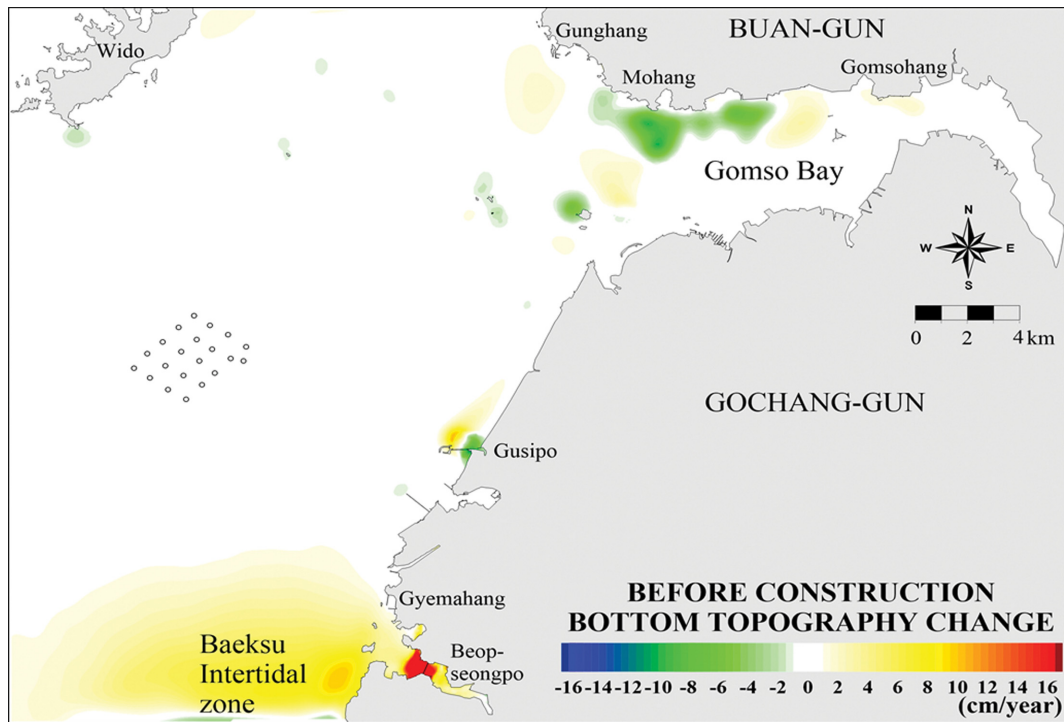 Wido
Gunghang
BUAN-GUN
Mohang
Gomsohang
Gomso Bay
N
W E
S
0 2 4 km
GOCHANG-GUN
Gusipo
Gyemahang
Baeksu
Intertidal
zone
Beop-
seongpo
BEFORE CONSTRUCTION
BOTTOM TOPOGRAPHY CHANGE
-16 -14 -12 -10 -8 -6 -4 -2 0 2 4 6 8 10 12 14 16
(cm/year)